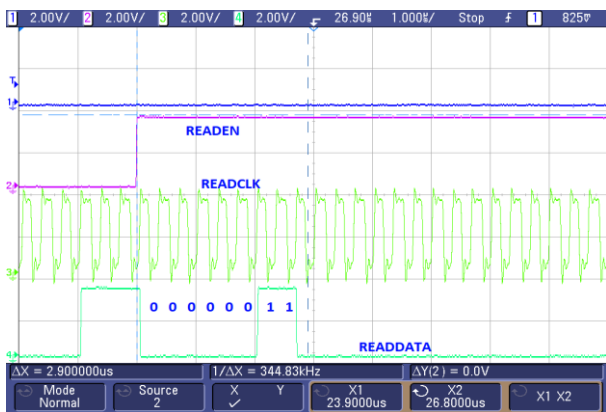 1 2.00V/ 2 2.00V/ 3 2.00V/ 4 2.00V/ 26.90% 1.000%/ Stop 1 825
T
1
READEN
2
READCLK
3
0 0 0 0 0 0 1 1
READDATA
4
ΔX = 2.900000us 1/ΔX = 344.83kHz ΔY(2) = 0.0V
Mode Source X Y X1 X2 X1 X2
Normal 2 23.9000us 26.8000us